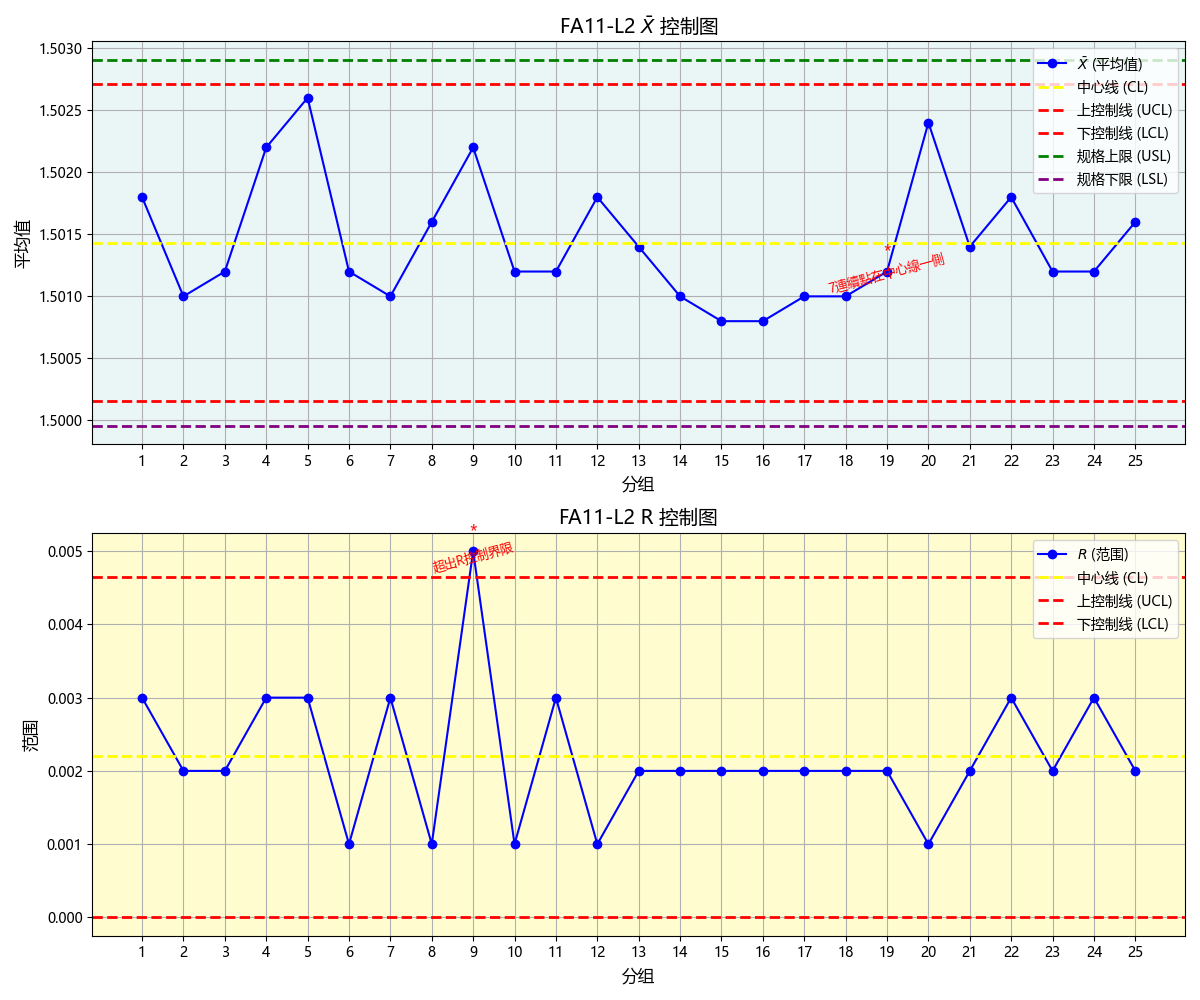 FA11-L2 X̄ 控制图
1.5030
1.5025
1.5020
1.5015
1.5010
1.5005
1.5000
平均值
X̄ (平均值)
中心线 (CL)
上控制线 (UCL)
下控制线 (LCL)
规格上限 (USL)
规格下限 (LSL)
*
7連續點在中心線一側
1 2 3 4 5 6 7 8 9 10 11 12 13 14 15 16 17 18 19 20 21 22 23 24 25
分组
FA11-L2 R 控制图
*
超出R控制界限
0.005
0.004
0.003
0.002
0.001
0.000
范围
R (范围)
中心线 (CL)
上控制线 (UCL)
下控制线 (LCL)
1 2 3 4 5 6 7 8 9 10 11 12 13 14 15 16 17 18 19 20 21 22 23 24 25
分组